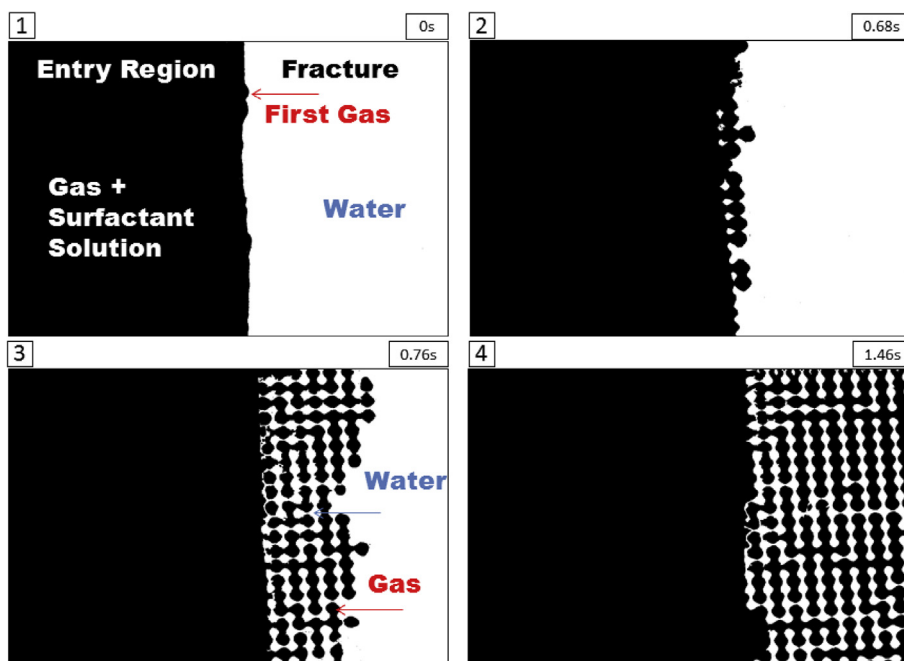 1
0s
2
0.68s
Entry Region
Fracture
First Gas
Gas +
Surfactant
Solution
Water
3
0.76s
4
1.46s
Water
Gas